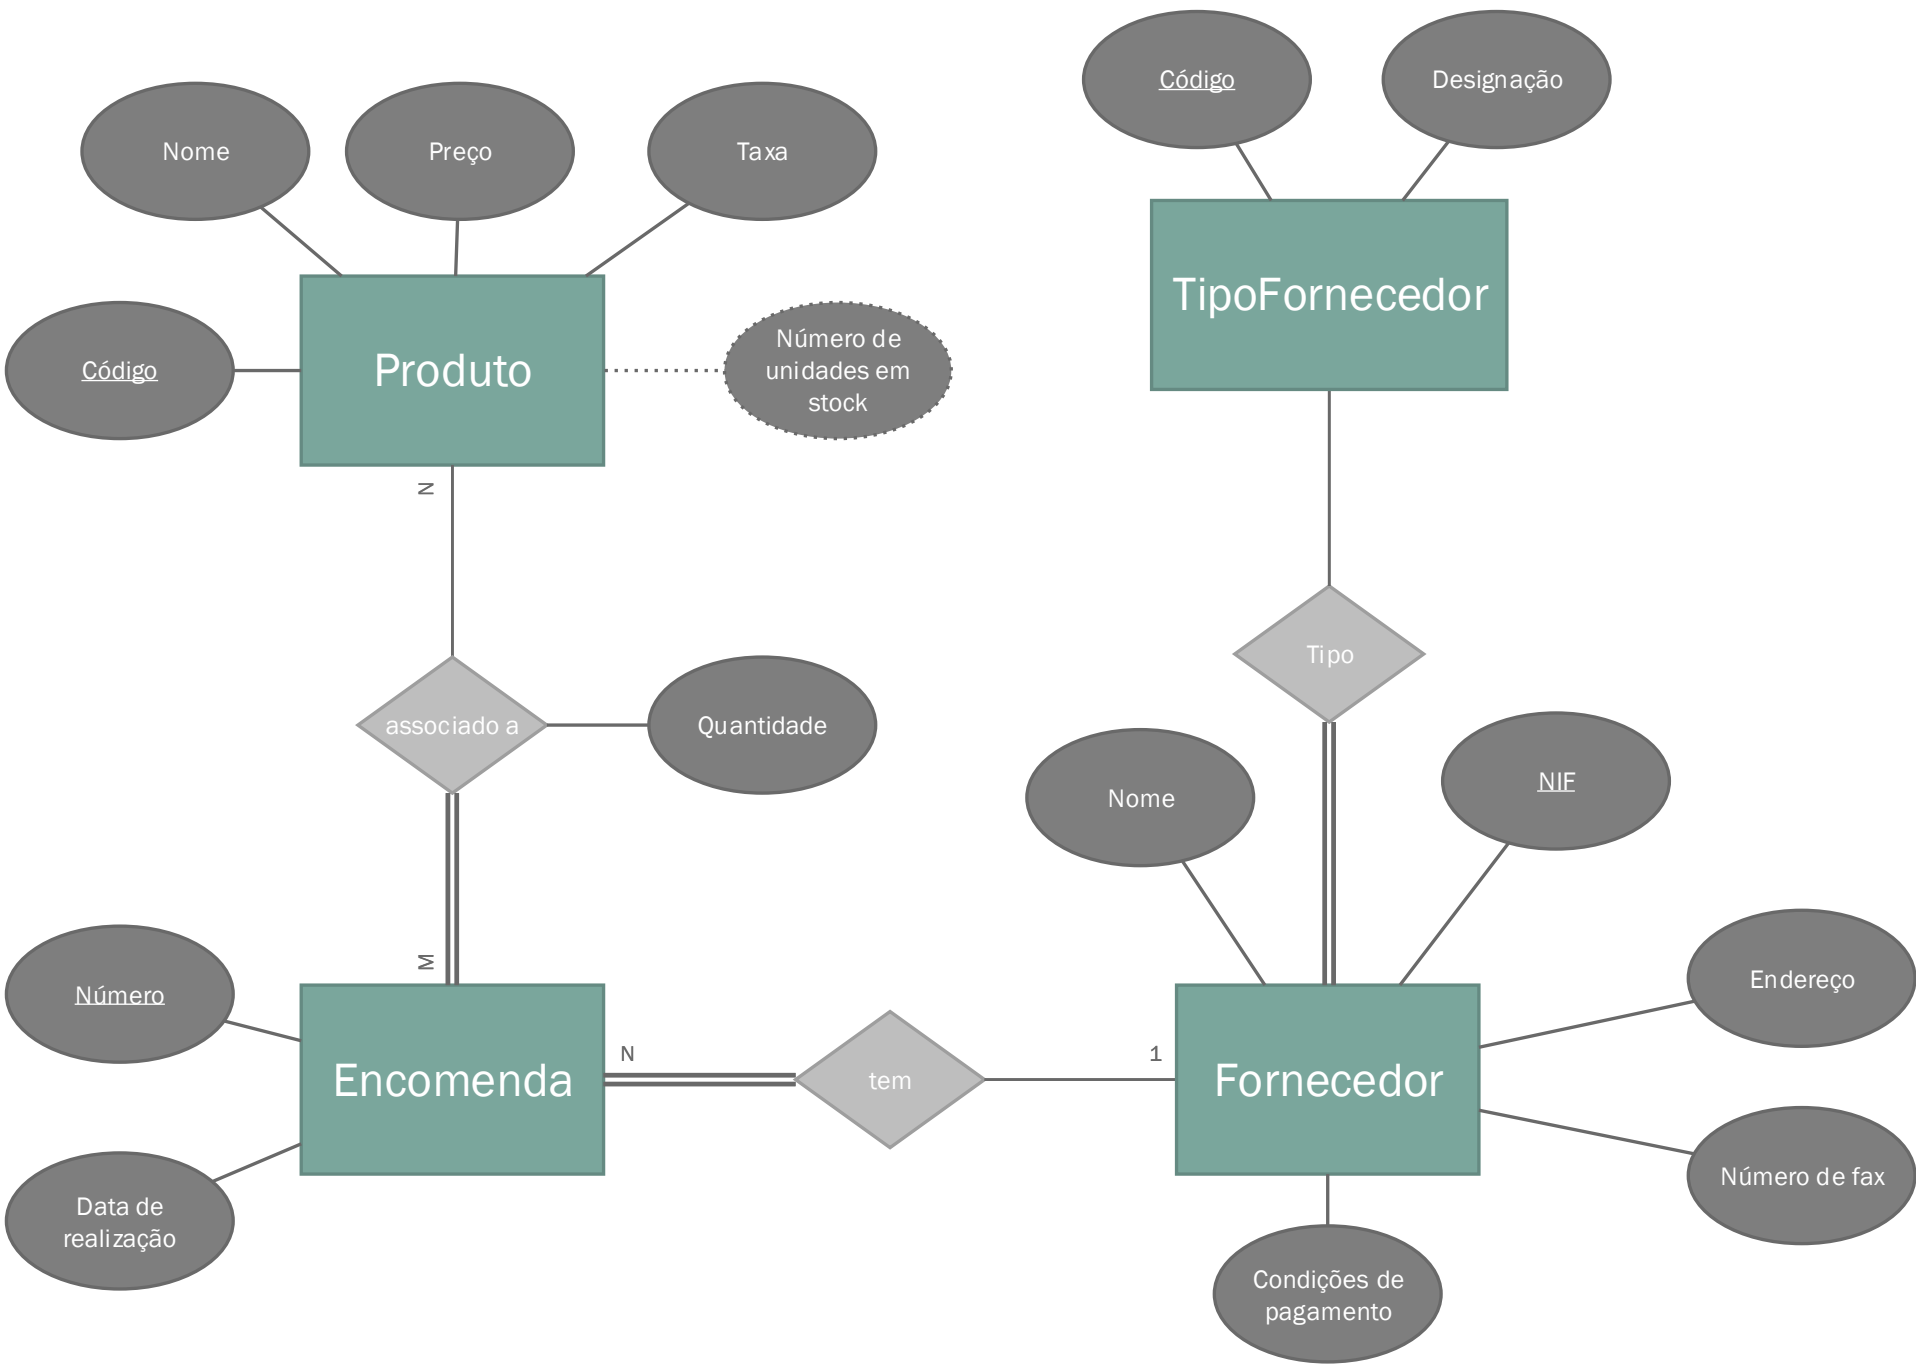 Código
Designação
Nome
Preço
Taxa
TipoFornecedor
Código
Produto
Número de
unidades em
stock
N
Tipo
associado a
Quantidade
Nome
NIF
M
Número
Endereço
Encomenda
N
tem
1
Fornecedor
Data de
realização
Número de fax
Condições de
pagamento